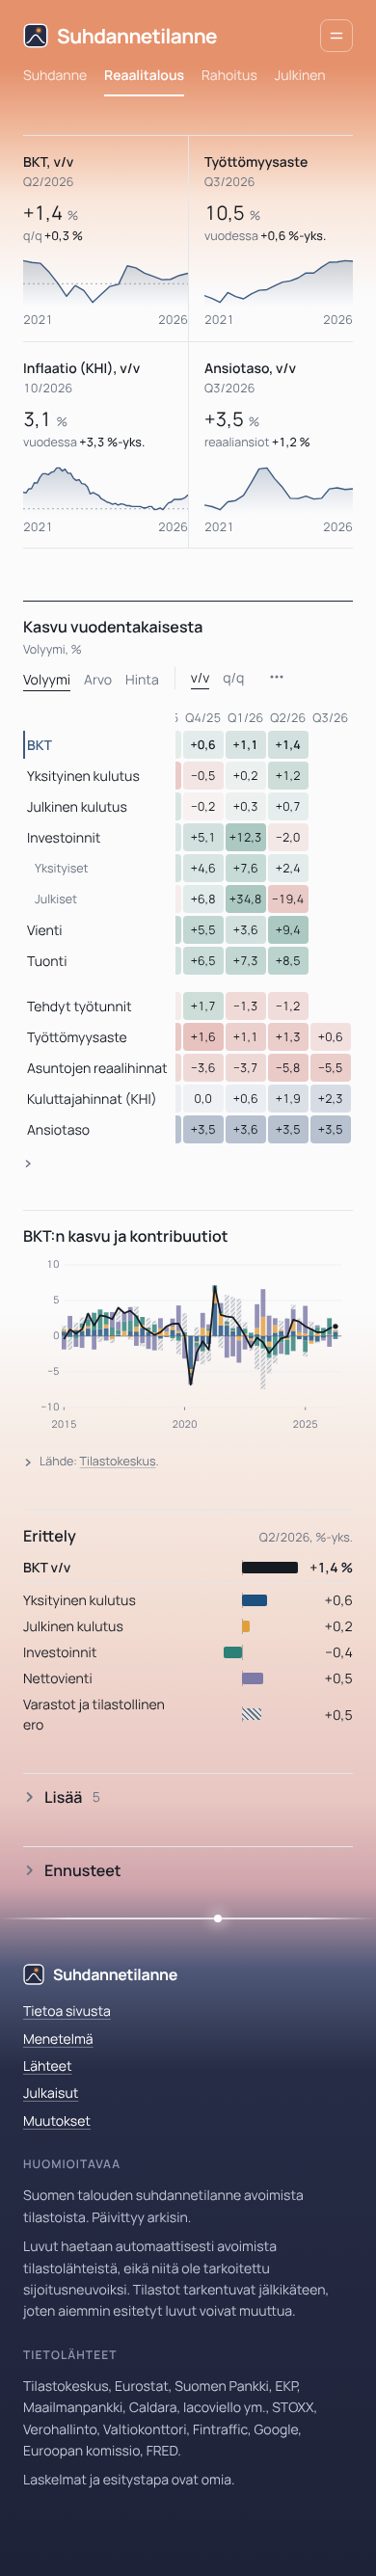 Suhdannetilanne
Suhdanne Reaalitalous Rahoitus Julkinen
BKT, v/v
Q2/2026
+1,4 %
q/q +0,3 %
2021 2026
Työttömyysaste
Q3/2026
10,5 %
vuodessa +0,6 %-yks.
2021 2026
Inflaatio (KHI), v/v
10/2026
3,1 %
vuodessa +3,3 %-yks.
2021 2026
Ansiotaso, v/v
Q3/2026
+3,5 %
reaaliansiot +1,2 %
2021 2026
Kasvu vuodentakaisesta
Volyymi, %
Volyymi Arvo Hinta v/v q/q •••
5 Q4/25 Q1/26 Q2/26 Q3/26
BKT +0,6 +1,1 +1,4
Yksityinen kulutus −0,5 +0,2 +1,2
Julkinen kulutus −0,2 +0,3 +0,7
Investoinnit +5,1 +12,3 −2,0
Yksityiset +4,6 +7,6 +2,4
Julkiset +6,8 +34,8 −19,4
Vienti +5,5 +3,6 +9,4
Tuonti +6,5 +7,3 +8,5
Tehdyt työtunnit +1,7 −1,3 −1,2
Työttömyysaste +1,6 +1,1 +1,3 +0,6
Asuntojen reaalihinnat −3,6 −3,7 −5,8 −5,5
Kuluttajahinnat (KHI) 0,0 +0,6 +1,9 +2,3
Ansiotaso +3,5 +3,6 +3,5 +3,5
BKT:n kasvu ja kontribuutiot
10
5
0
−5
−10
2015 2020 2025
Lähde: Tilastokeskus.
Erittely Q2/2026, %-yks.
BKT v/v +1,4 %
Yksityinen kulutus +0,6
Julkinen kulutus +0,2
Investoinnit −0,4
Nettovienti +0,5
Varastot ja tilastollinen
ero +0,5
Lisää 5
Ennusteet
Suhdannetilanne
Tietoa sivusta
Menetelmä
Lähteet
Julkaisut
Muutokset
HUOMIOITAVAA
Suomen talouden suhdannetilanne avoimista
tilastoista. Päivittyy arkisin.
Luvut haetaan automaattisesti avoimista
tilastolähteistä, eikä niitä ole tarkoitettu
sijoitusneuvoiksi. Tilastot tarkentuvat jälkikäteen,
joten aiemmin esitetyt luvut voivat muuttua.
TIETOLÄHTEET
Tilastokeskus, Eurostat, Suomen Pankki, EKP,
Maailmanpankki, Caldara, Iacoviello ym., STOXX,
Verohallinto, Valtiokonttori, Fintraffic, Google,
Euroopan komissio, FRED.
Laskelmat ja esitystapa ovat omia.